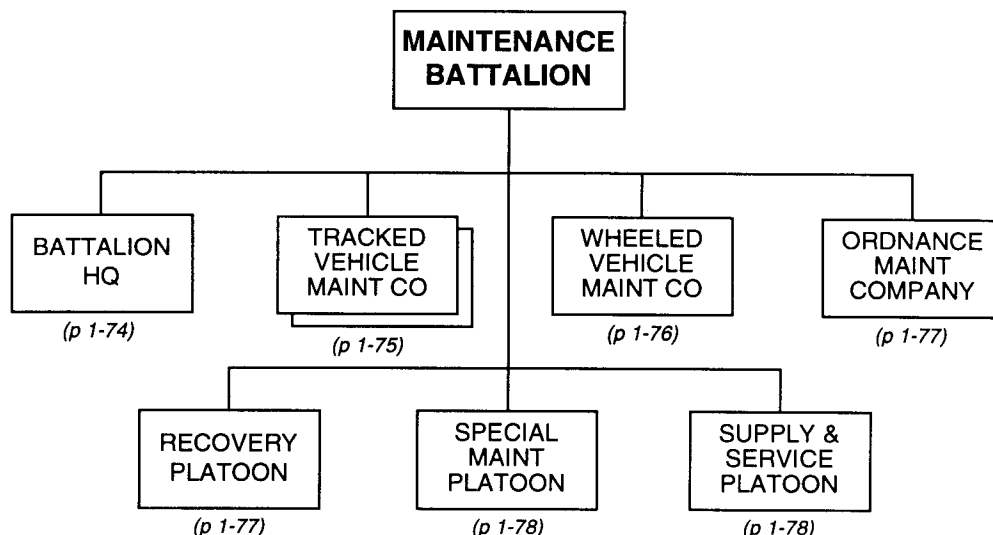 MAINTENANCE
BATTALION
BATTALION
HQ
(p 1-74)
TRACKED
VEHICLE
MAINT CO
(p 1-75)
WHEELED
VEHICLE
MAINT CO
(p 1-76)
ORDNANCE
MAINT
COMPANY
(p 1-77)
RECOVERY
PLATOON
(p 1-77)
SPECIAL
MAINT
PLATOON
(p 1-78)
SUPPLY &
SERVICE
PLATOON
(p 1-78)